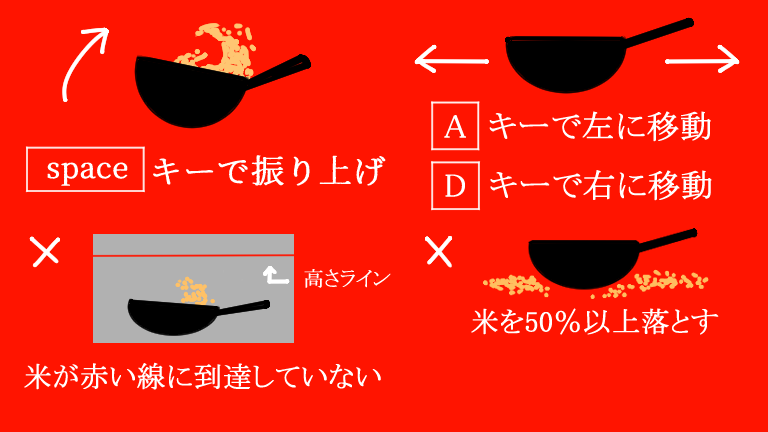 space キーで振り上げ
A キーで左に移動
D キーで右に移動
高さライン
米が赤い線に到達していない
米を50%以上落とす